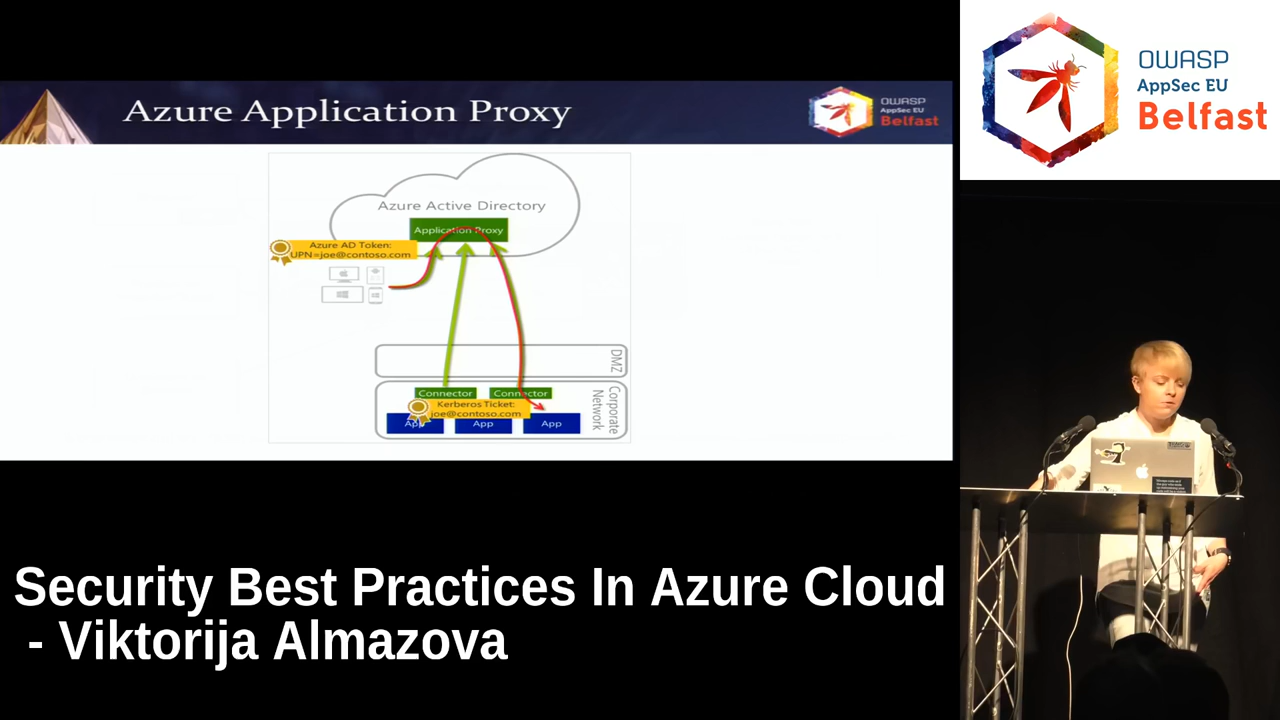 Azure Application Proxy
OWASP
AppSec EU
Belfast
Azure Active Directory
Application Proxy
Azure AD Token:
UPN=joe@contoso.com
DMZ
Connector
Connector
Kerberos Ticket:
joe@contoso.com
App
App
App
Corporate
Network
OWASP
AppSec EU
Belfast
Security Best Practices In Azure Cloud
- Viktorija Almazova